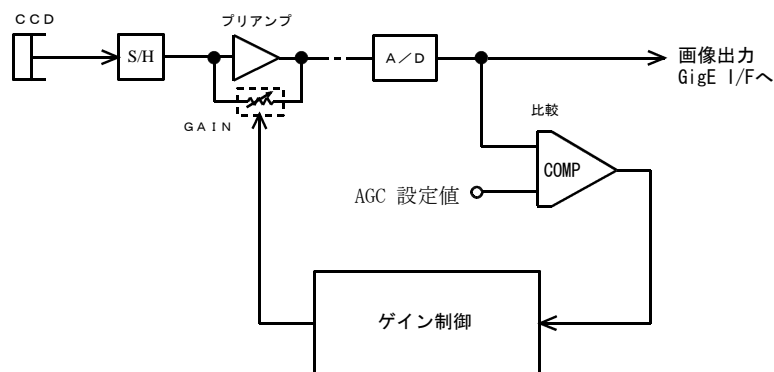 ＣＣＤ
プリアンプ
S/H
Ａ／Ｄ
画像出力
GigE I/Fへ
ＧＡＩＮ
比較
COMP
AGC 設定値
ゲイン制御